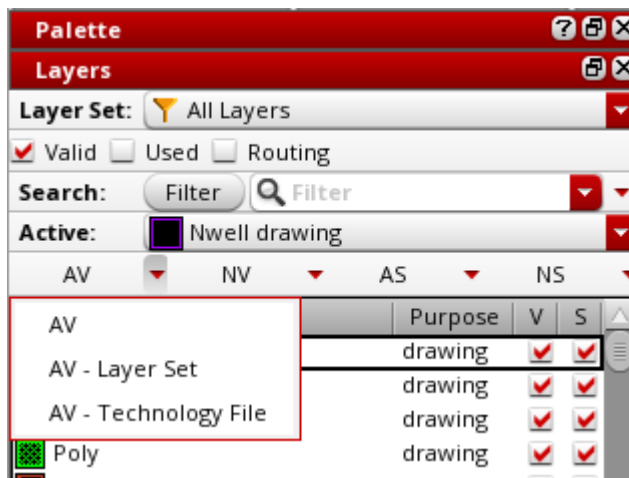 Palette
Layers
Layer Set: All Layers
Valid Used Routing
Search: Filter Filter
Active: Nwell drawing
AV NV AS NS
Purpose V S
AV
drawing
AV - Layer Set
drawing
AV - Technology File
drawing
Poly drawing